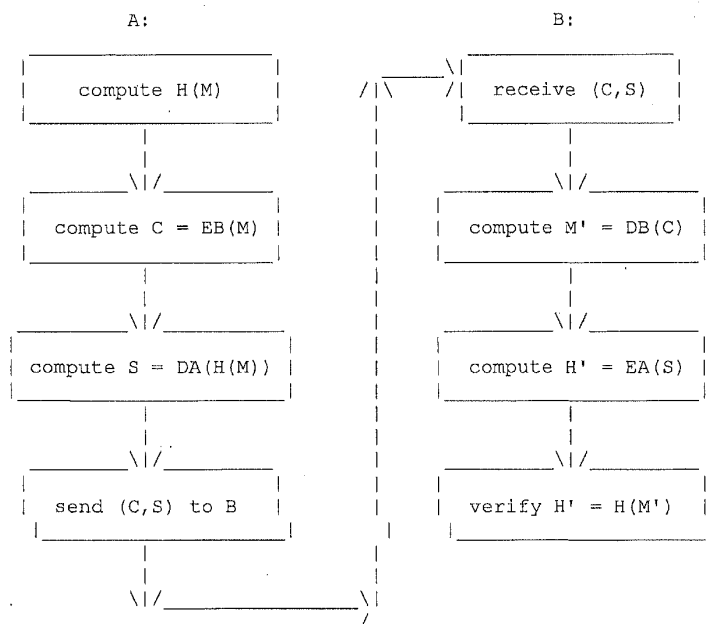 A:
compute H(M)
compute C = EB(M)
compute S = DA(H(M))
send (C,S) to B
B:
receive (C,S)
compute M' = DB(C)
compute H' = EA(S)
verify H' = H(M')